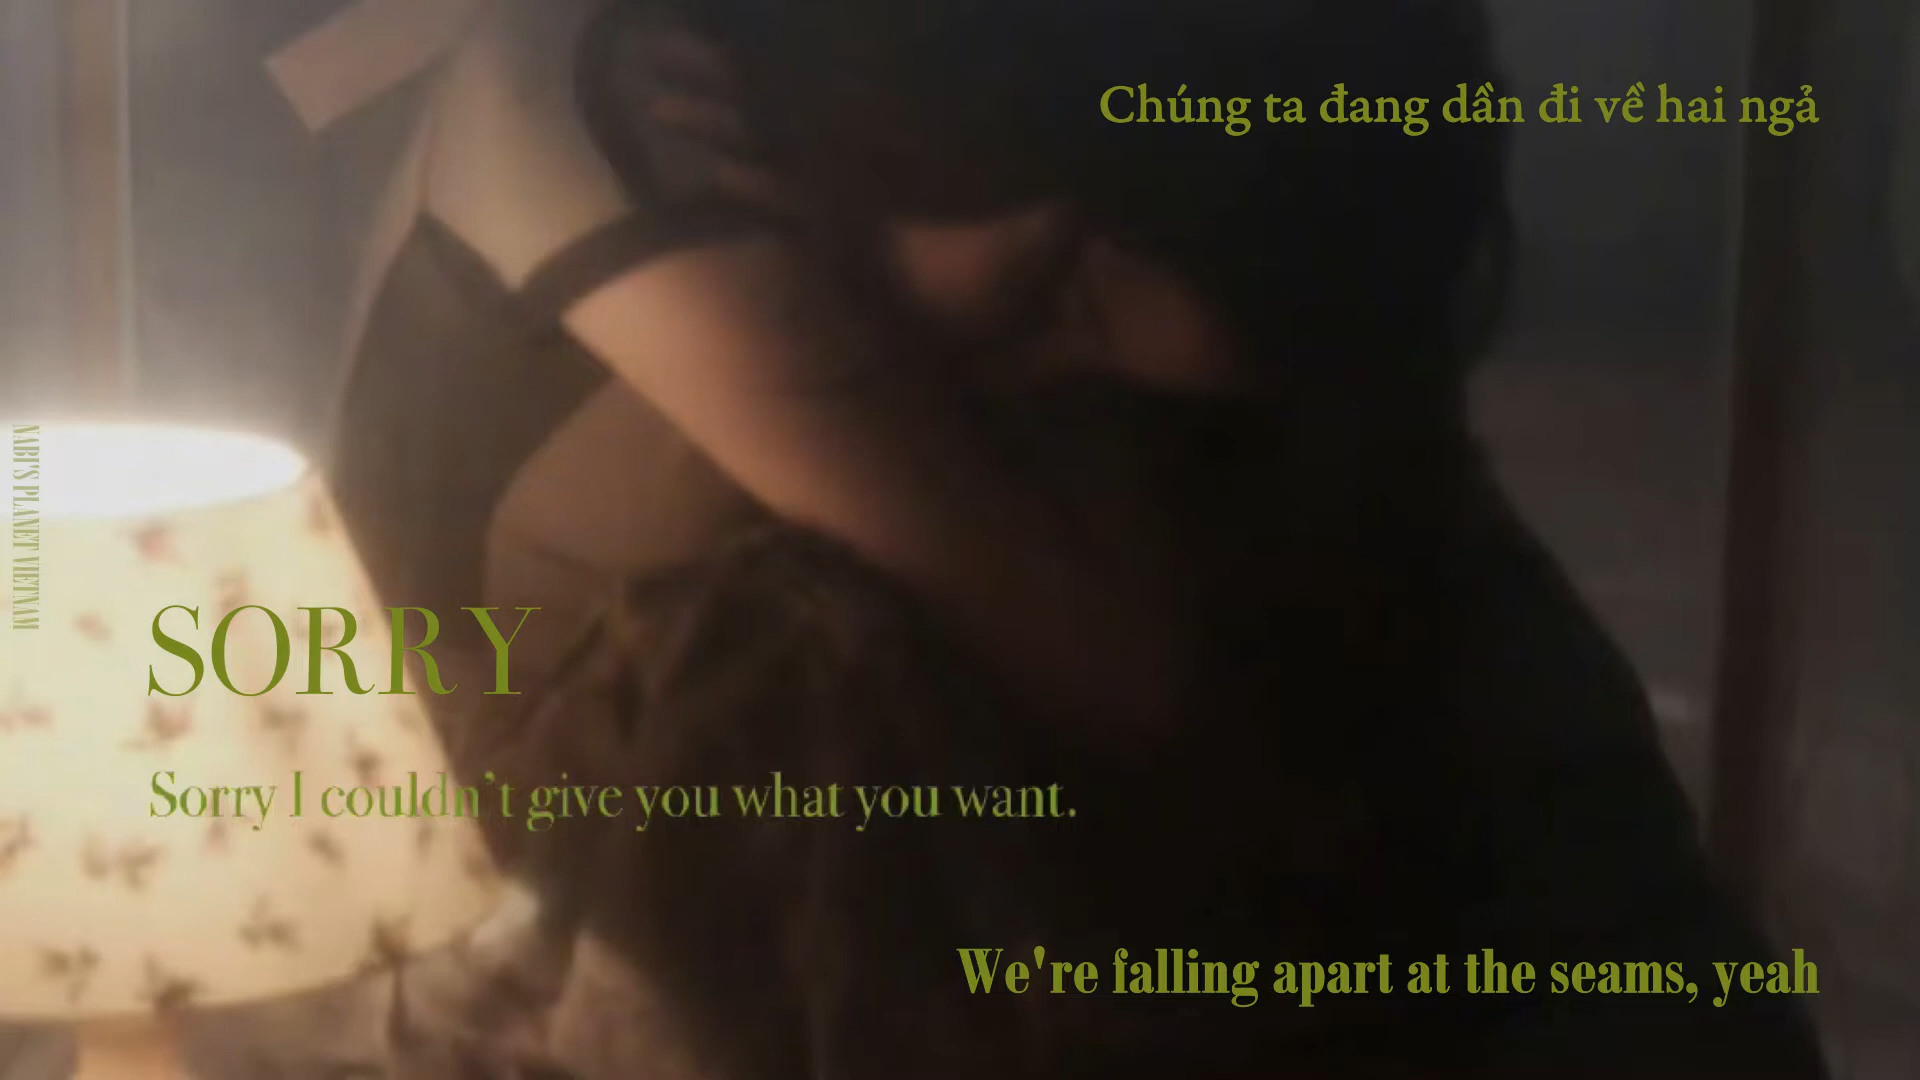 Chúng ta đang dần đi về hai ngả
NABI'S PLANET VIETNAM
SORRY
Sorry I couldn't give you what you want.
We're falling apart at the seams, yeah